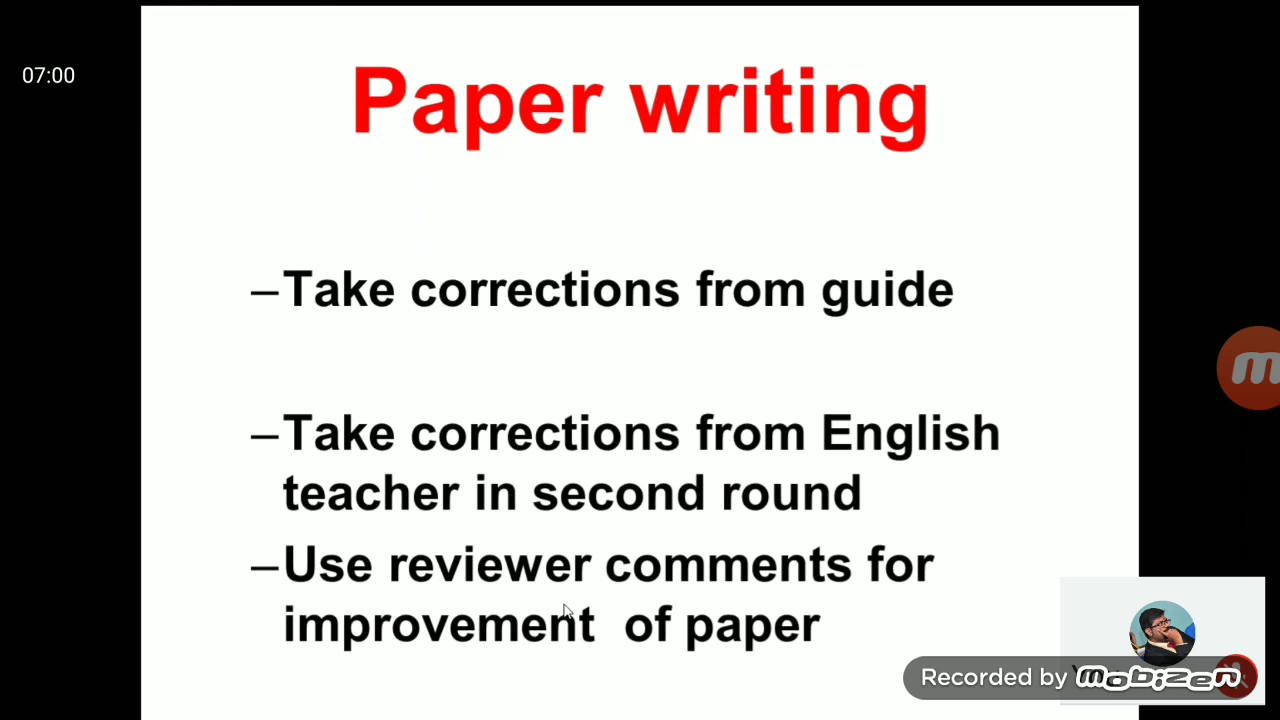 07:00
Paper writing
–Take corrections from guide
–Take corrections from English
teacher in second round
–Use reviewer comments for
improvement of paper
Recorded by mobizen